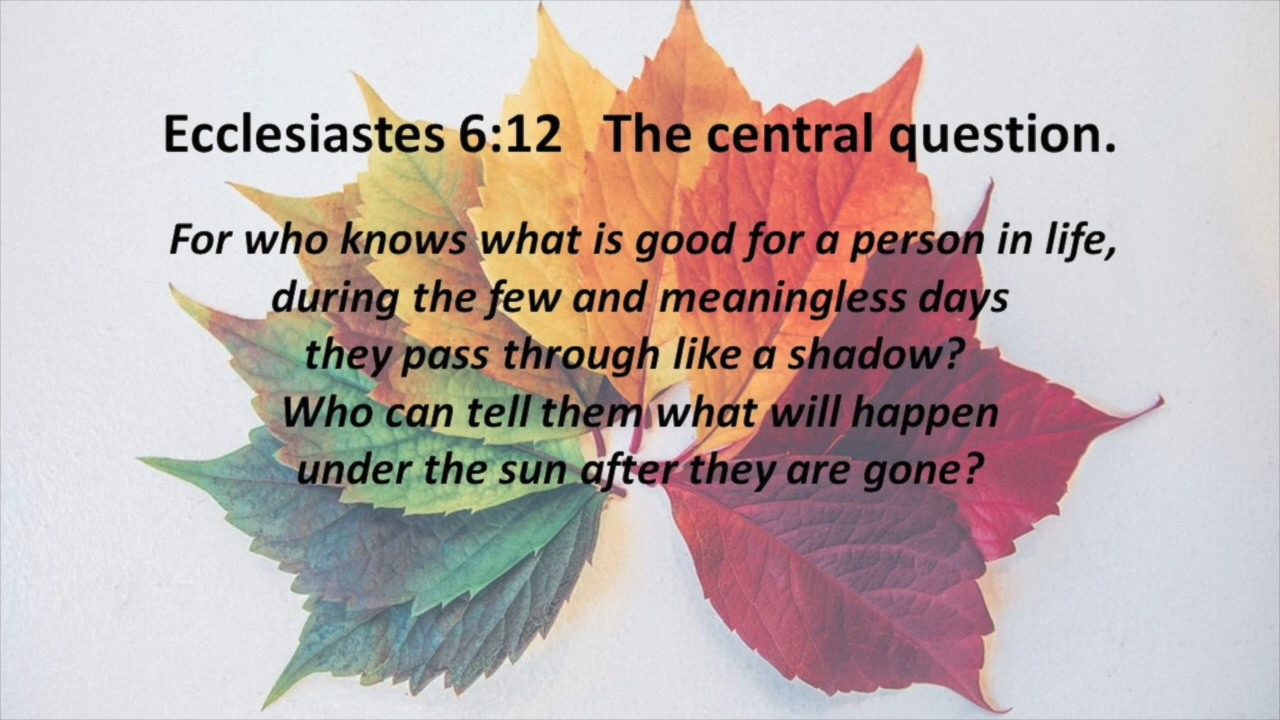 Ecclesiastes 6:12   The central question.
For who knows what is good for a person in life,
during the few and meaningless days
they pass through like a shadow?
Who can tell them what will happen
under the sun after they are gone?